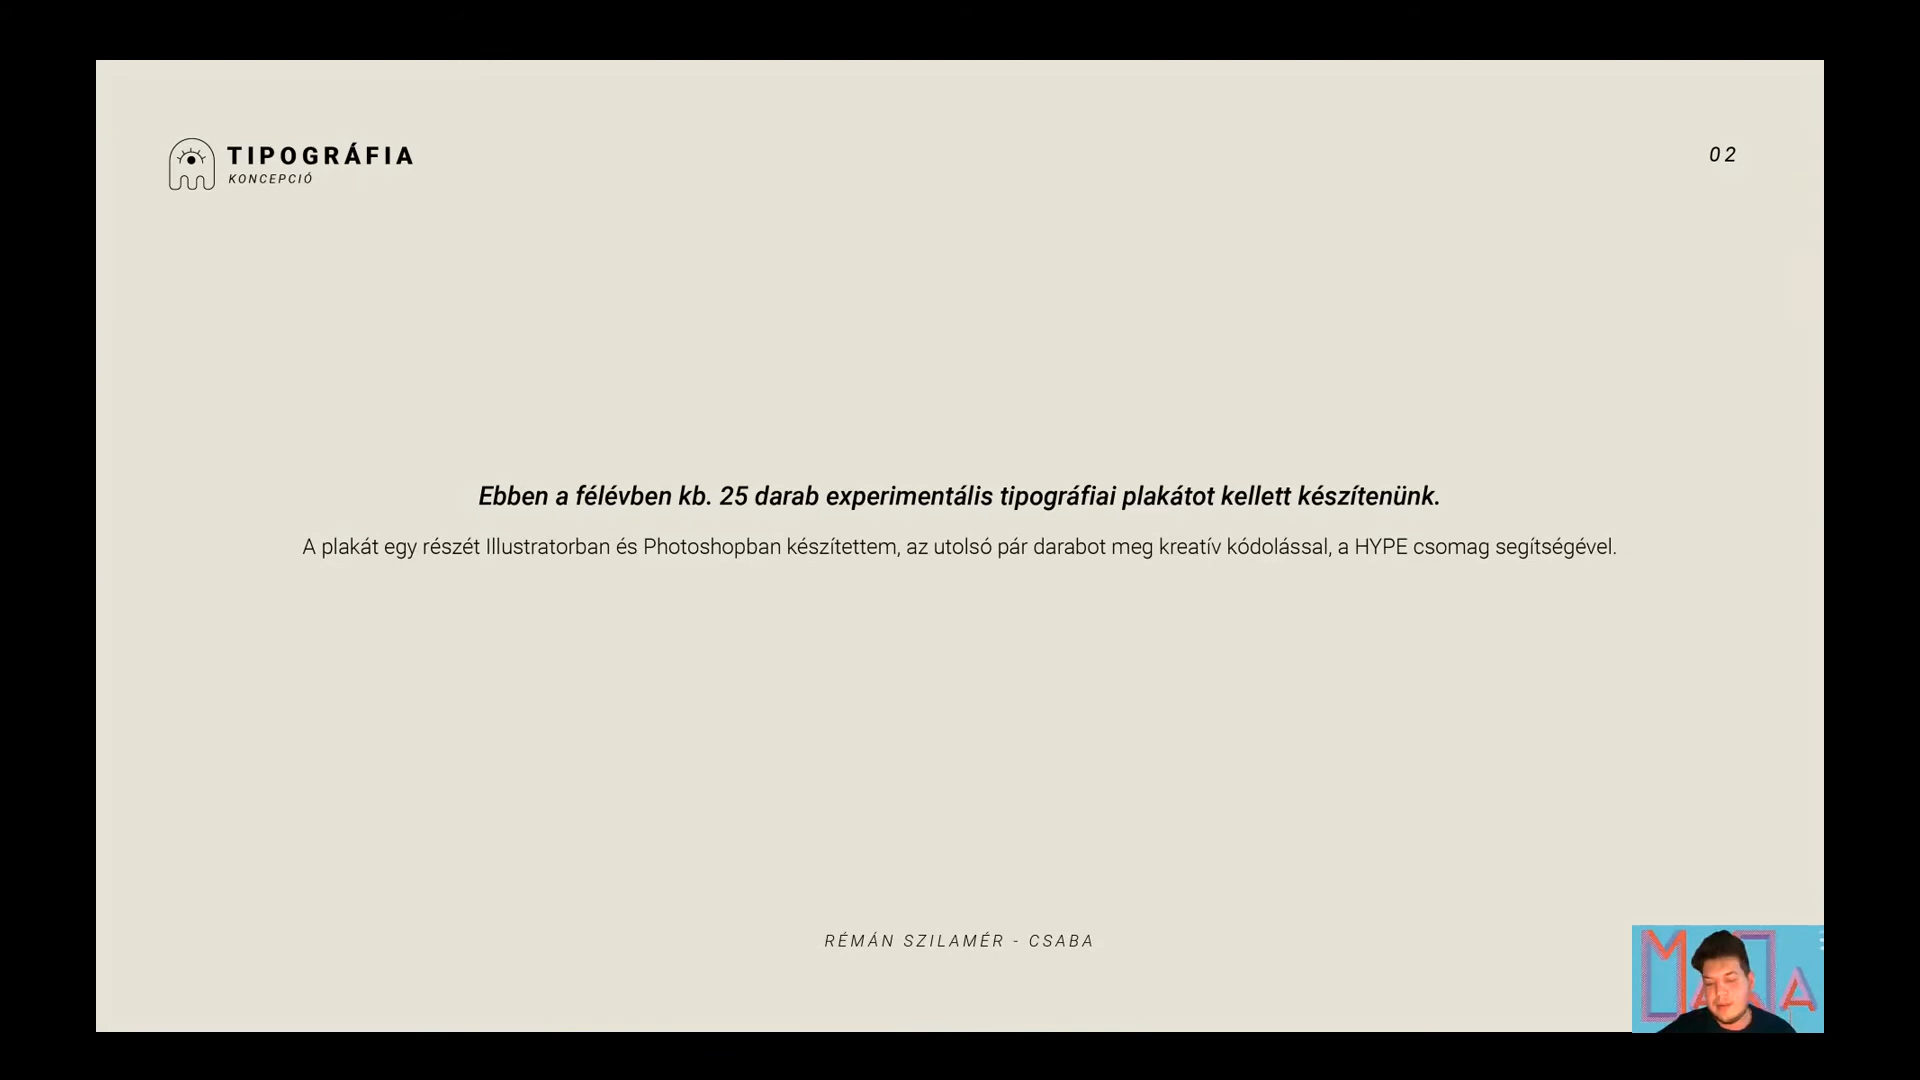 TIPOGRÁFIA
KONCEPCIÓ
02
Ebben a félévben kb. 25 darab experimentális tipográfiai plakátot kellett készítenünk.
A plakát egy részét Illustratorban és Photoshopban készítettem, az utolsó pár darabot meg kreatív kódolással, a HYPE csomag segítségével.
RÉMÁN SZILAMÉR - CSABA